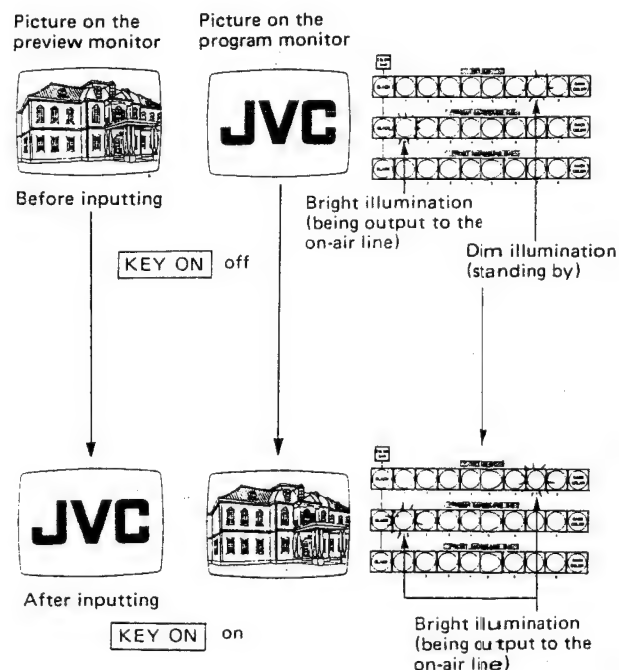 Picture on the
preview monitor
Picture on the
program monitor
JVC
Before inputting
Bright illumination
(being output to the
on-air line)
Dim illumination
(standing by)
KEY ON off
JVC
After inputting
KEY ON on
Bright illumination
(being output to the
on-air line)